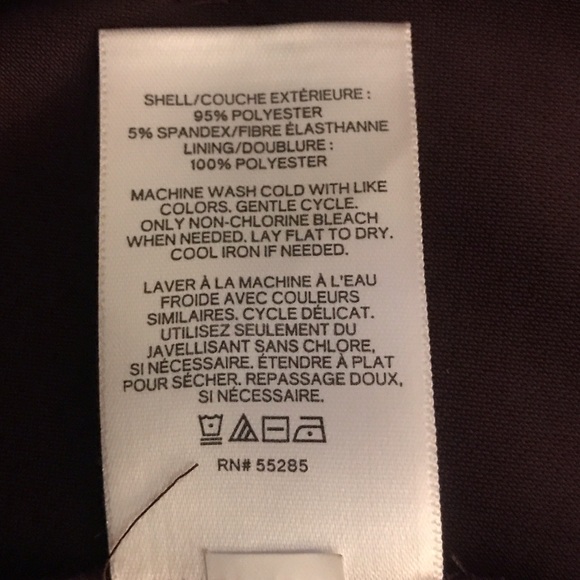 SHELL/COUCHE EXTÉRIEURE :
95% POLYESTER
5% SPANDEX/FIBRE ÉLASTHANNE
LINING/DOUBLURE :
100% POLYESTER
MACHINE WASH COLD WITH LIKE
COLORS. GENTLE CYCLE.
ONLY NON-CHLORINE BLEACH
WHEN NEEDED. LAY FLAT TO DRY.
COOL IRON IF NEEDED.
LAVER À LA MACHINE À L'EAU
FROIDE AVEC COULEURS
SIMILAIRES. CYCLE DÉLICAT.
UTILISEZ SEULEMENT DU
JAVELLISANT SANS CHLORE,
SI NÉCESSAIRE. ÉTENDRE À PLAT
POUR SÉCHER. REPASSAGE DOUX,
SI NÉCESSAIRE.
RN# 55285